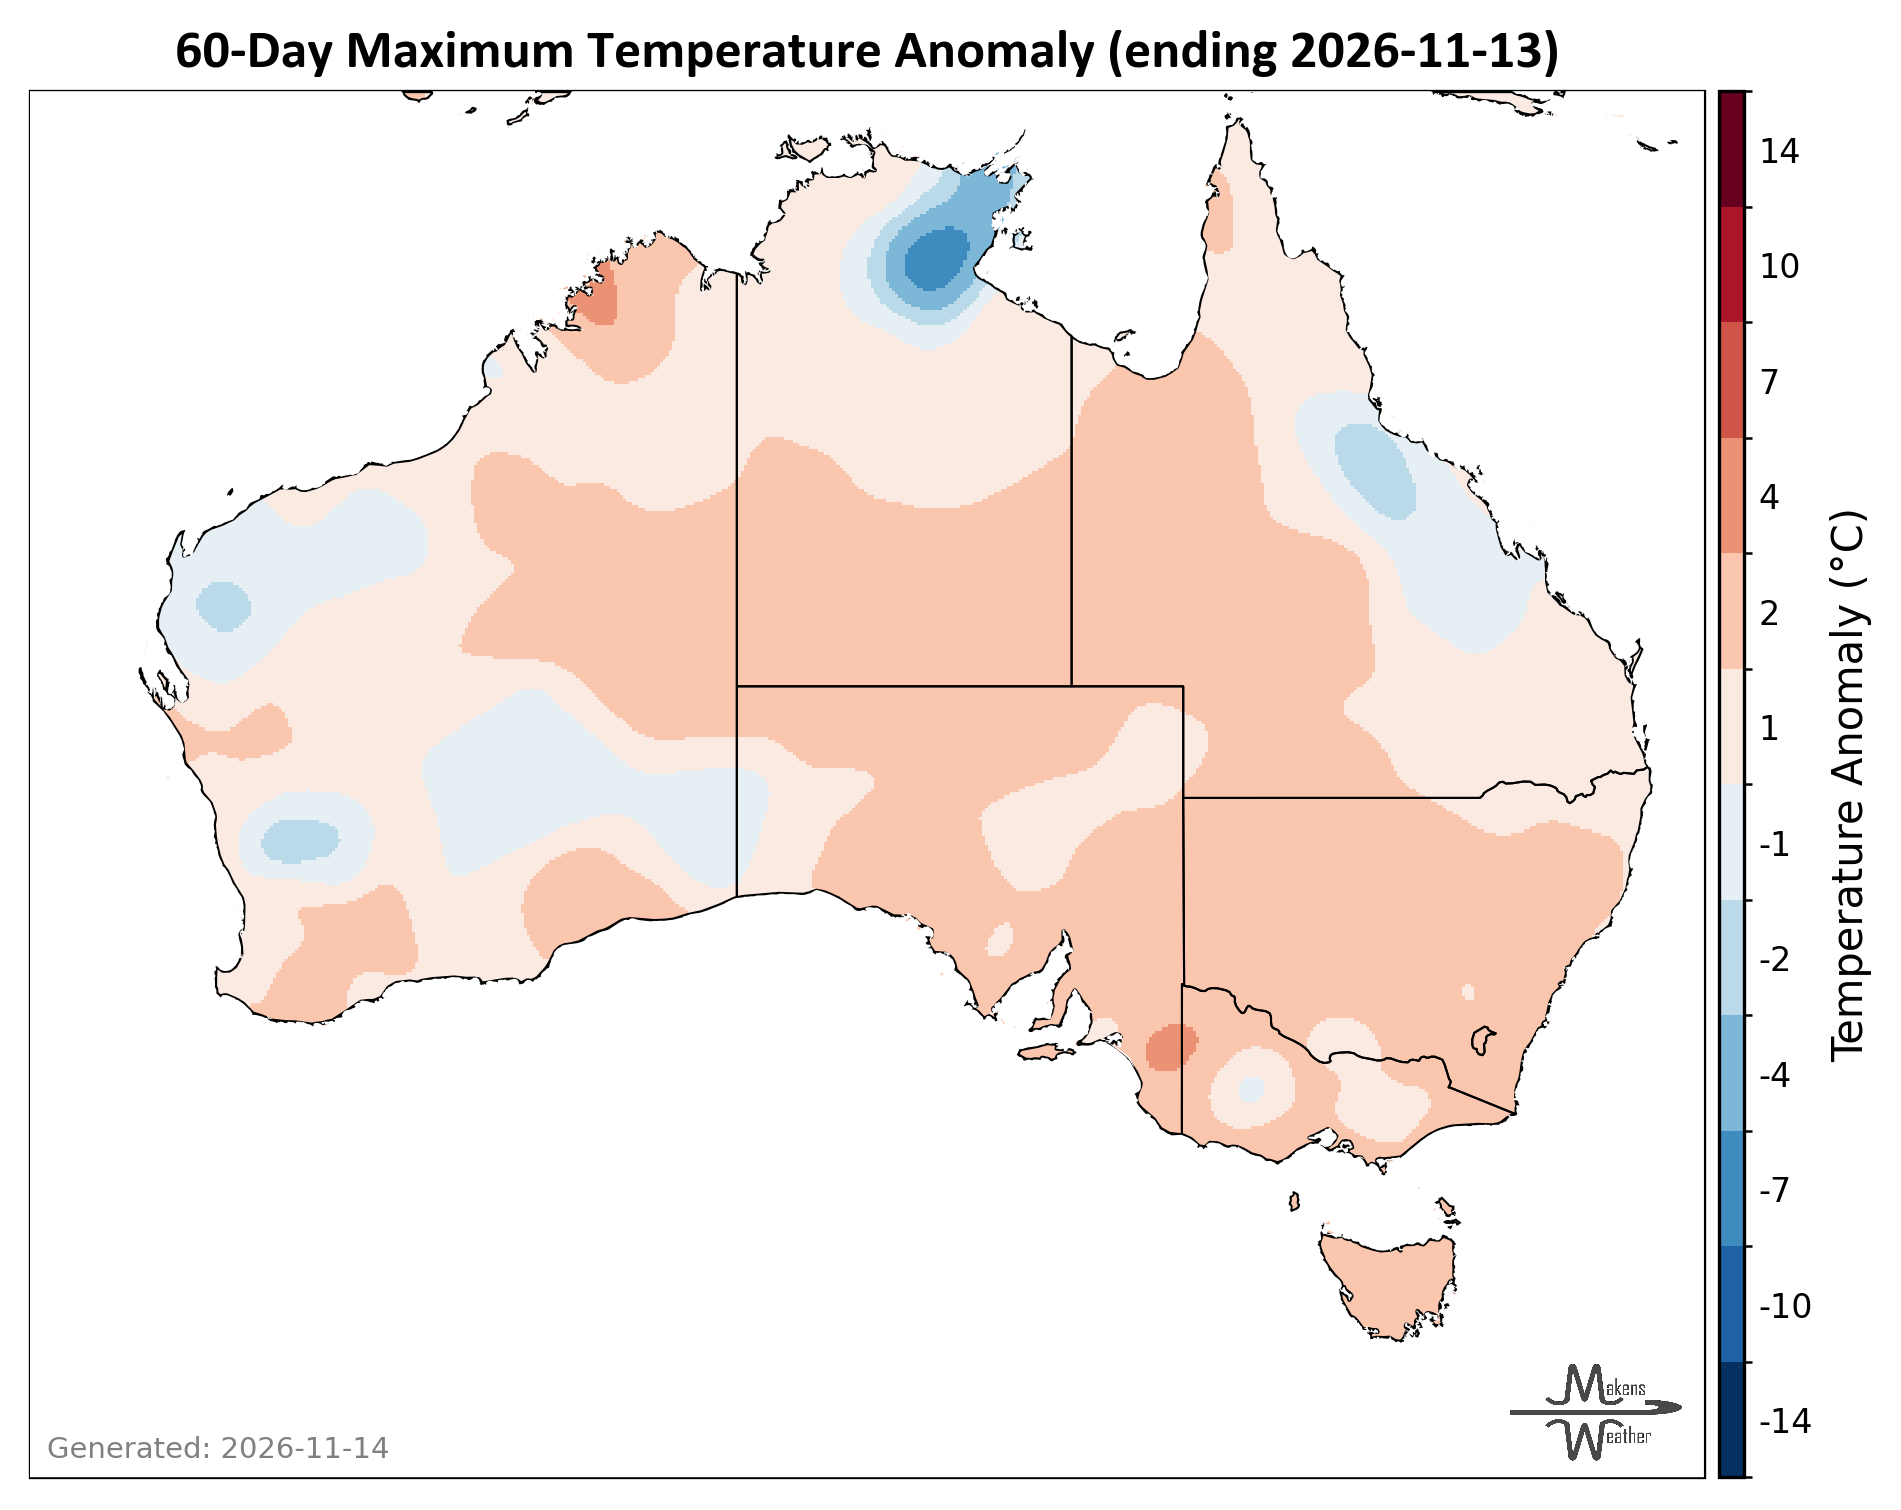 60-Day Maximum Temperature Anomaly (ending 2026-11-13)
14
10
7
4
2
1
-1
-2
-4
-7
-10
-14
Temperature Anomaly (°C)
Makens
Weather
Generated: 2026-11-14